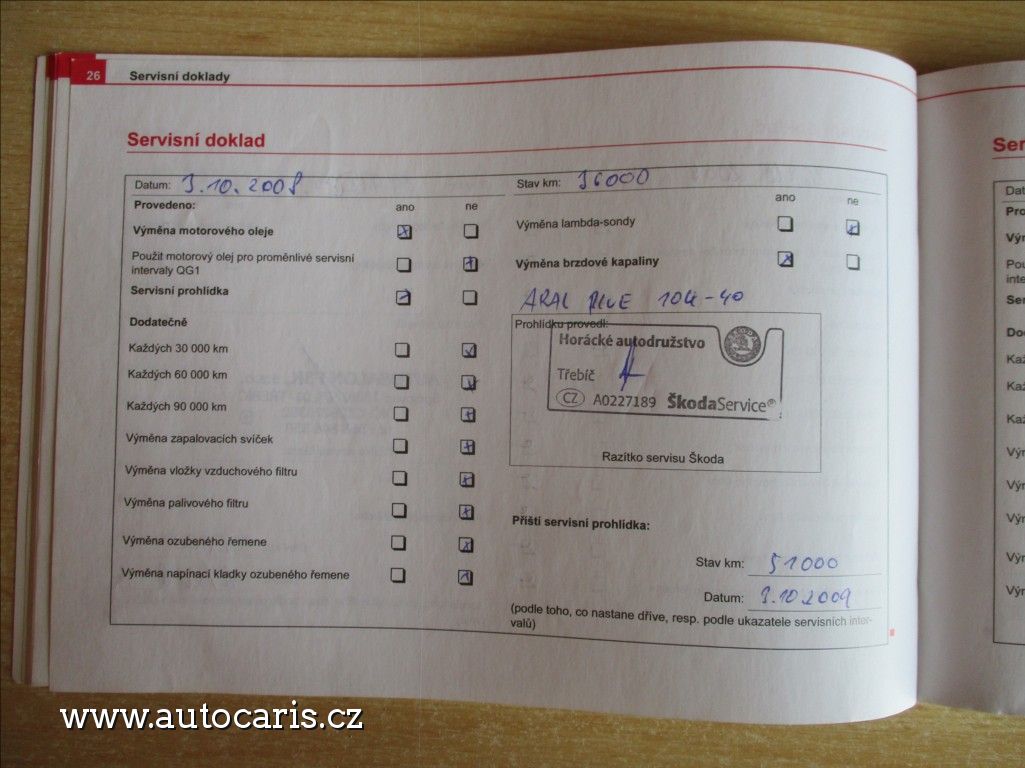 26 Servisní doklady
Servisní doklad
Datum: 3.10.2008
Provedeno: ano ne
Výměna motorového oleje
Použit motorový olej pro proměnlivé servisní
intervaly QG1
Servisní prohlídka
Dodatečně
Každých 30 000 km
Každých 60 000 km
Každých 90 000 km
Výměna zapalovacích svíček
Výměna vložky vzduchového filtru
Výměna palivového filtru
Výměna ozubeného řemene
Výměna napínací kladky ozubeného řemene
Stav km: 36000
ano ne
Výměna lambda-sondy
Výměna brzdové kapaliny
ARAL BLUE 10W-40
Prohlídku provedl:
Horácké autodružstvo
Třebíč
CZ A0227189 ŠkodaService®
Razítko servisu Škoda
Příští servisní prohlídka:
Stav km: 51000
Datum: 3.10.2009
(podle toho, co nastane dříve, resp. podle ukazatele servisních inter-
valů)
www.autocaris.cz